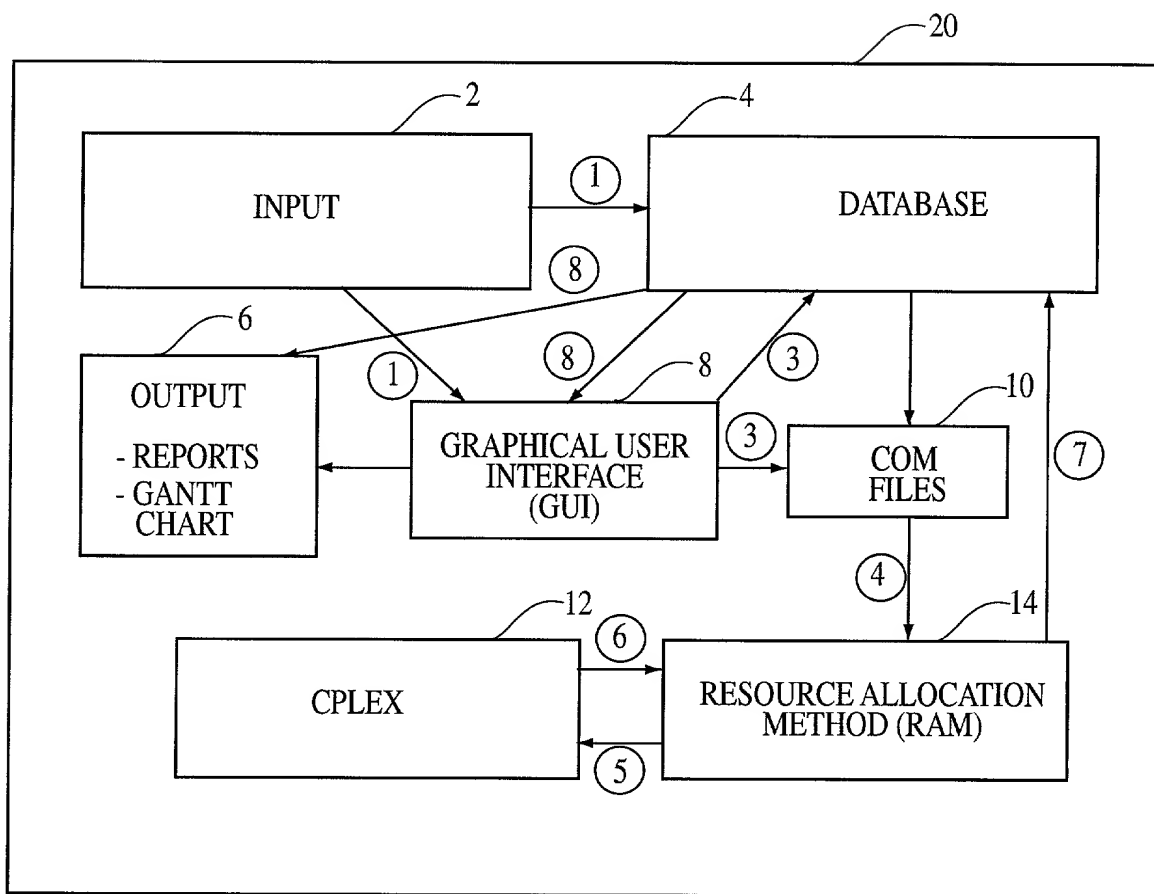 20
2
4
INPUT
1
DATABASE
8
6
1
8
8
3
10
OUTPUT
- REPORTS
- GANTT
CHART
GRAPHICAL USER
INTERFACE
(GUI)
3
COM
FILES
7
4
12
14
6
CPLEX
RESOURCE ALLOCATION
METHOD (RAM)
5